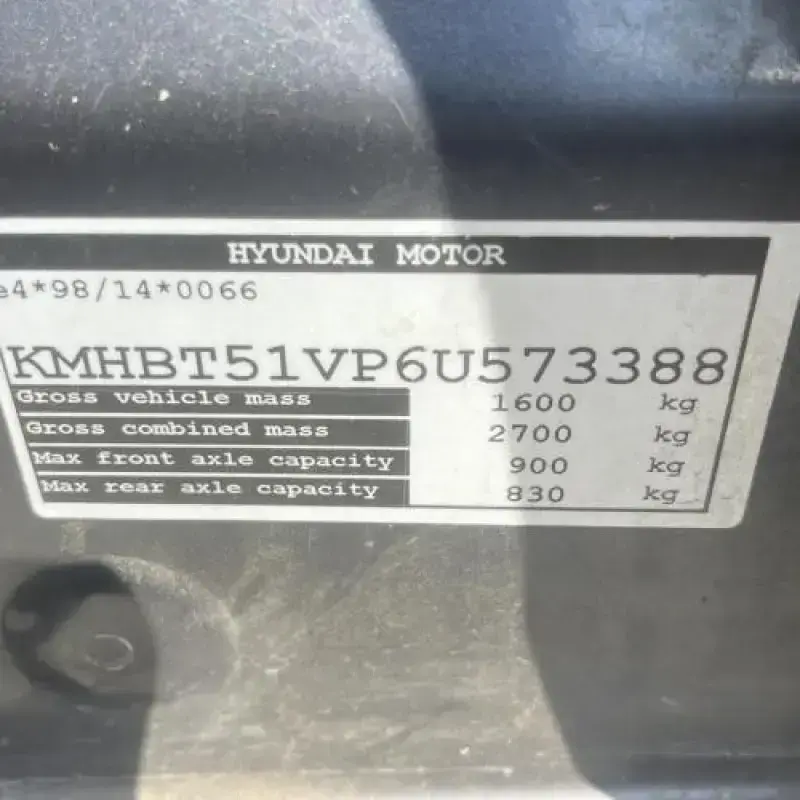 HYUNDAI MOTOR
e4*98/14*0066
KMHBT51VP6U573388
Gross vehicle mass 1600 kg
Gross combined mass 2700 kg
Max front axle capacity 900 kg
Max rear axle capacity 830 kg